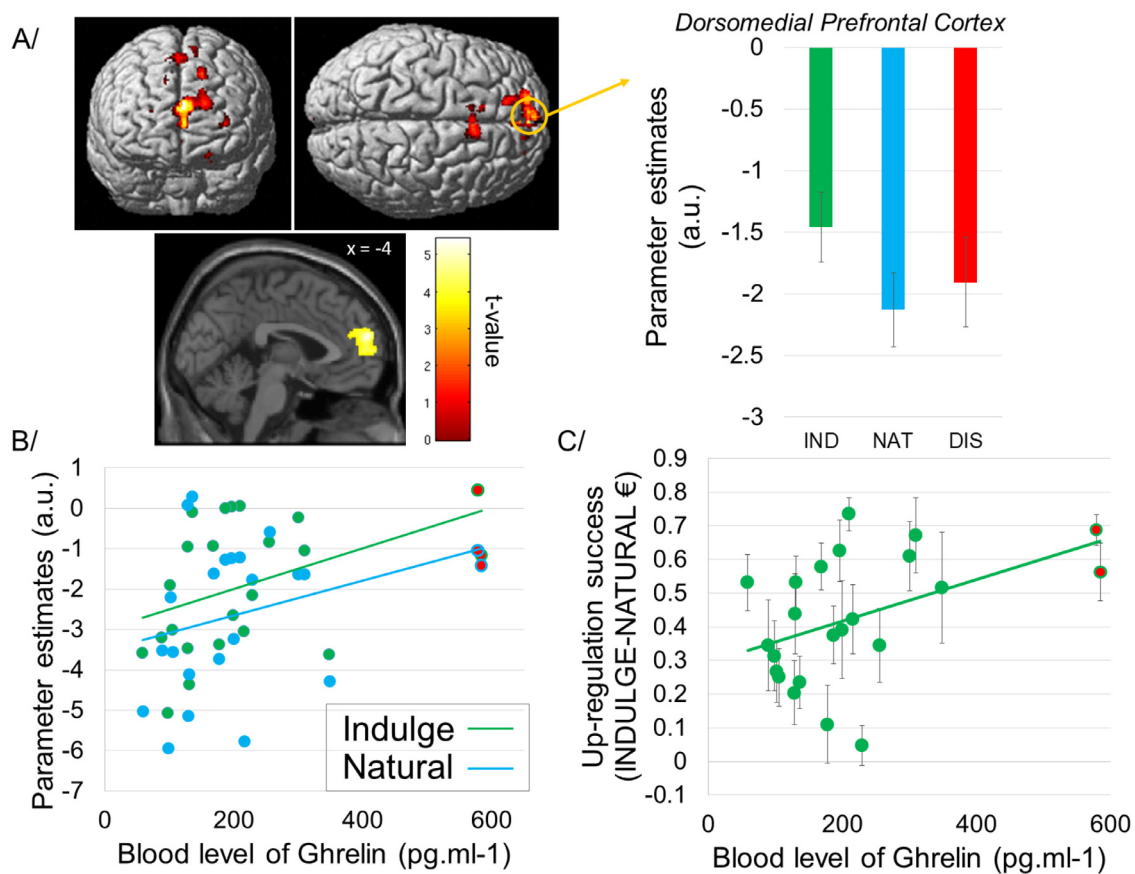 A/
Dorsomedial Prefrontal Cortex
Parameter estimates
(a.u.)
0
-0.5
-1
-1.5
-2
-2.5
-3
IND NAT DIS
x = -4
5
4
3
2
1
0
t-value
B/
Parameter estimates (a.u.)
1
0
-1
-2
-3
-4
-5
-6
-7
Indulge
Natural
0 200 400 600
Blood level of Ghrelin (pg.ml-1)
C/
Up-regulation success
(INDULGE-NATURAL €)
0.9
0.8
0.7
0.6
0.5
0.4
0.3
0.2
0.1
0
-0.1
0 200 400 600
Blood level of Ghrelin (pg.ml-1)